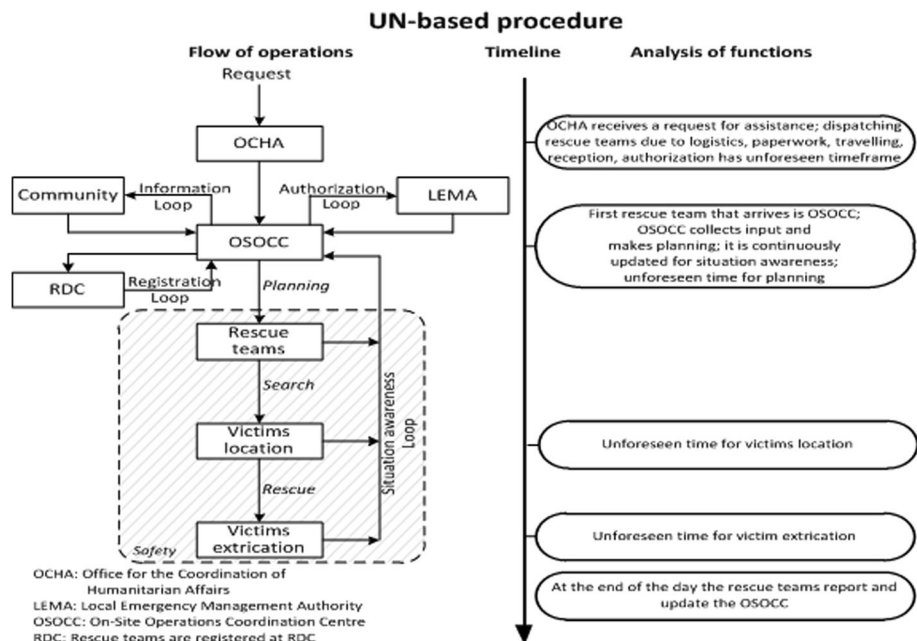 UN-based procedure
Flow of operations
Timeline
Analysis of functions
Request
OCHA
OCHA receives a request for assistance; dispatching
rescue teams due to logistics, paperwork, travelling,
reception, authorization has unforeseen timeframe
Community
Information
Loop
Authorization
Loop
LEMA
OSOCC
First rescue team that arrives is OSOCC;
OSOCC collects input and
makes planning; it is continuously
updated for situation awareness;
unforeseen time for planning
RDC
Registration
Loop
Planning
Rescue
teams
Search
Situation awareness
Loop
Victims
location
Unforeseen time for victims location
Rescue
Victims
extrication
Unforeseen time for victim extrication
Safety
At the end of the day the rescue teams report and
update the OSOCC
OCHA: Office for the Coordination of
Humanitarian Affairs
LEMA: Local Emergency Management Authority
OSOCC: On-Site Operations Coordination Centre
RDC: Rescue teams are registered at RDC